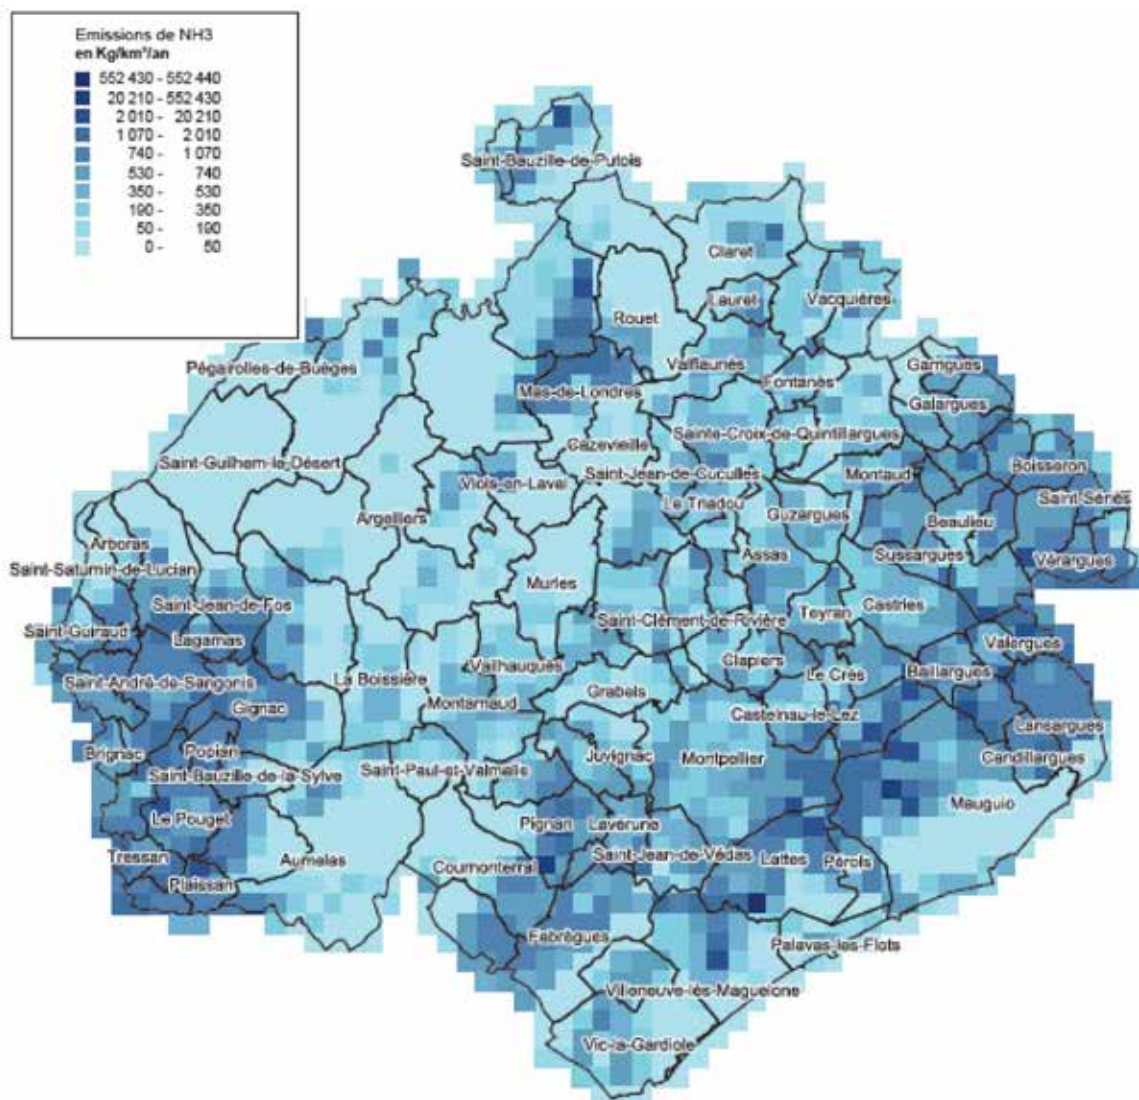 Emissions de NH3
en Kg/km²/an
552 430 - 552 440
20 210 - 552 430
2 010 - 20 210
1 070 - 2 010
740 - 1 070
530 - 740
350 - 530
190 - 350
50 - 190
0 - 50
Saint-Bauzille-de-Putois
Claret
Lauret
Vacquières
Rouet
Pégairolles-de-Buèges
Valflaunès
Garrigues
Fontanès
Mas-de-Londres
Galargues
Sainte-Croix-de-Quintillargues
Cazevieille
Saint-Guilhem-le-Désert
Saint-Jean-de-Cuculles
Montaud
Boisseron
Viols-en-Laval
Saint-Sériès
Le Triadou
Guzargues
Argelliers
Beaulieu
Arboras
Assas
Sussargues
Vérargues
Saint-Saturnin-de-Lucian
Murles
Saint-Jean-de-Fos
Castries
Teyran
Saint-Clément-de-Rivière
Saint-Guiraud
Lagamas
Valergues
Vailhauquès
Clapiers
Le Crès
Baillargues
La Boissière
Saint-André-de-Sangonis
Grabels
Gignac
Montarnaud
Castelnau-le-Lez
Lansargues
Brignac
Popian
Juvignac
Montpellier
Candillargues
Saint-Paul-et-Valmalle
Saint-Bauzille-de-la-Sylve
Mauguio
Le Pouget
Pignan
Lavérune
Tressan
Saint-Jean-de-Védas
Lattes
Pérols
Aumelas
Cournonterral
Plaissan
Fabrègues
Palavas-les-Flots
Villeneuve-lès-Maguelone
Vic-la-Gardiole